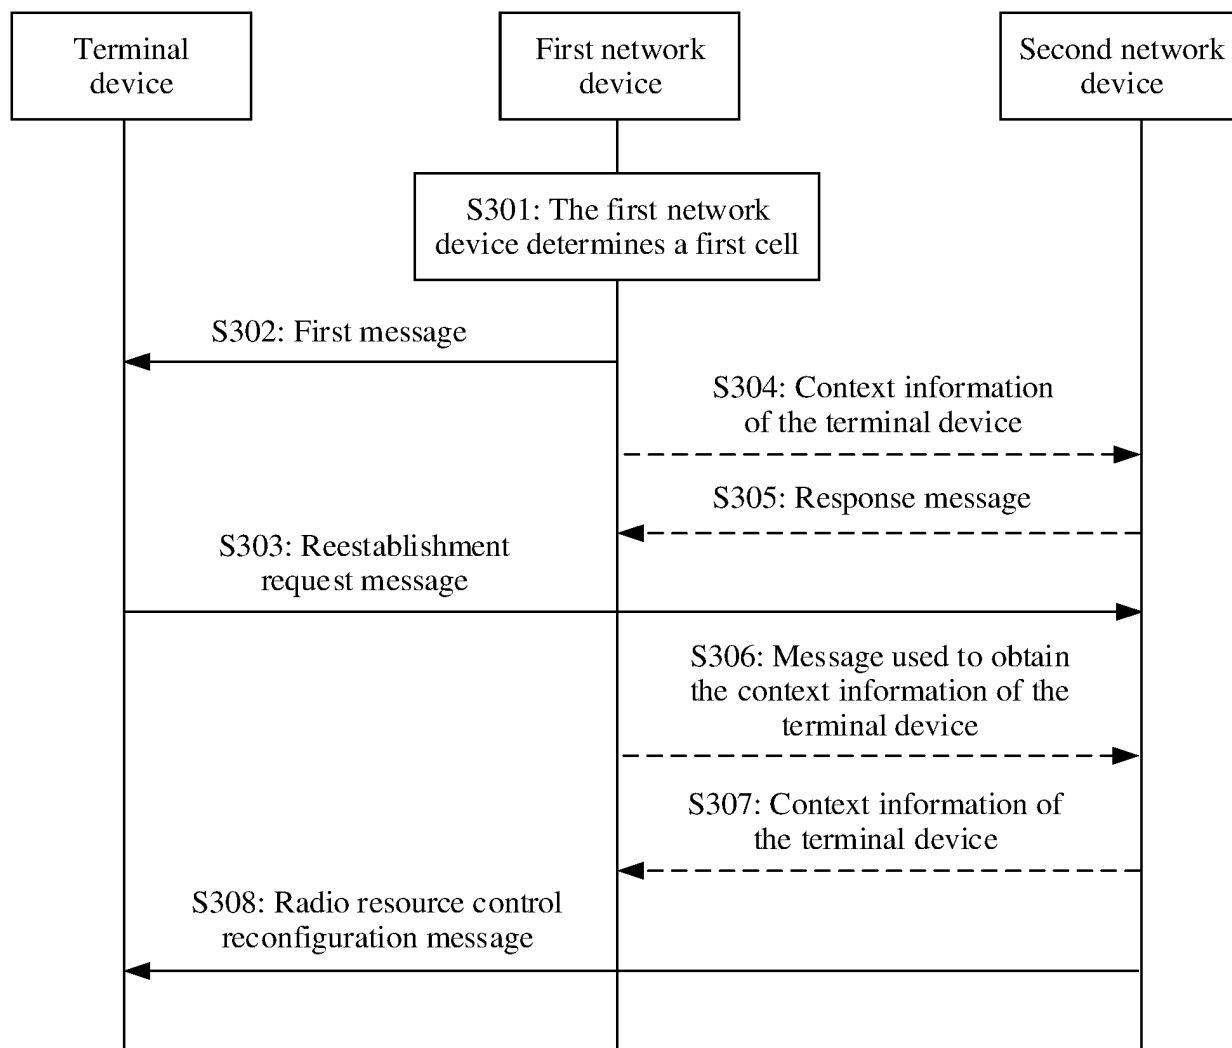 Terminal
device
First network
device
Second network
device
S301: The first network
device determines a first cell
S302: First message
S304: Context information
of the terminal device
S305: Response message
S303: Reestablishment
request message
S306: Message used to obtain
the context information of the
terminal device
S307: Context information of
the terminal device
S308: Radio resource control
reconfiguration message